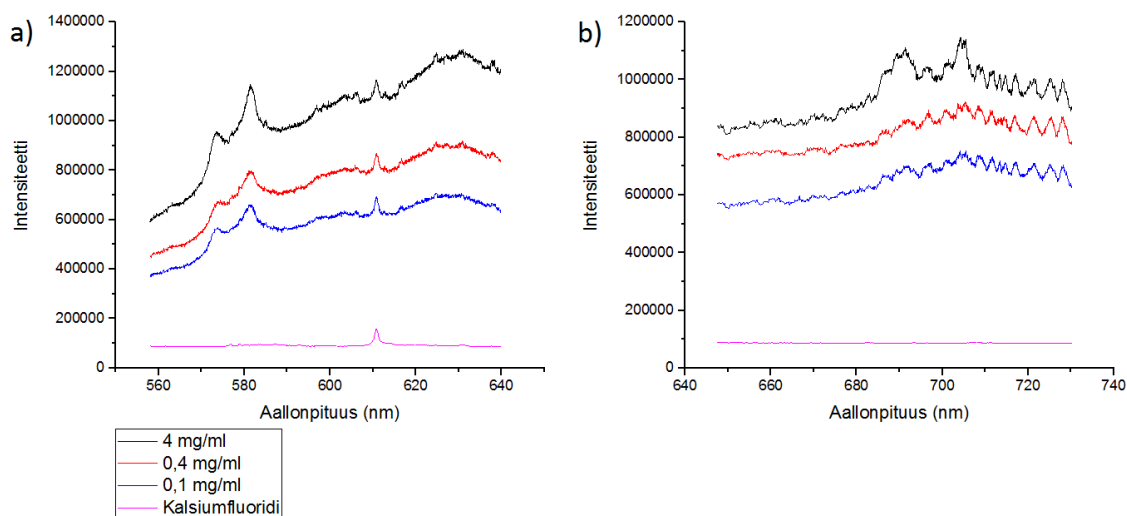 a)
1400000
1200000
1000000
800000
600000
400000
200000
0
Intensiteetti
560 580 600 620 640
Aallonpituus (nm)
4 mg/ml
0,4 mg/ml
0,1 mg/ml
Kalsiumfluoridi
b)
1200000
1000000
800000
600000
400000
200000
0
Intensiteetti
640 660 680 700 720 740
Aallonpituus (nm)